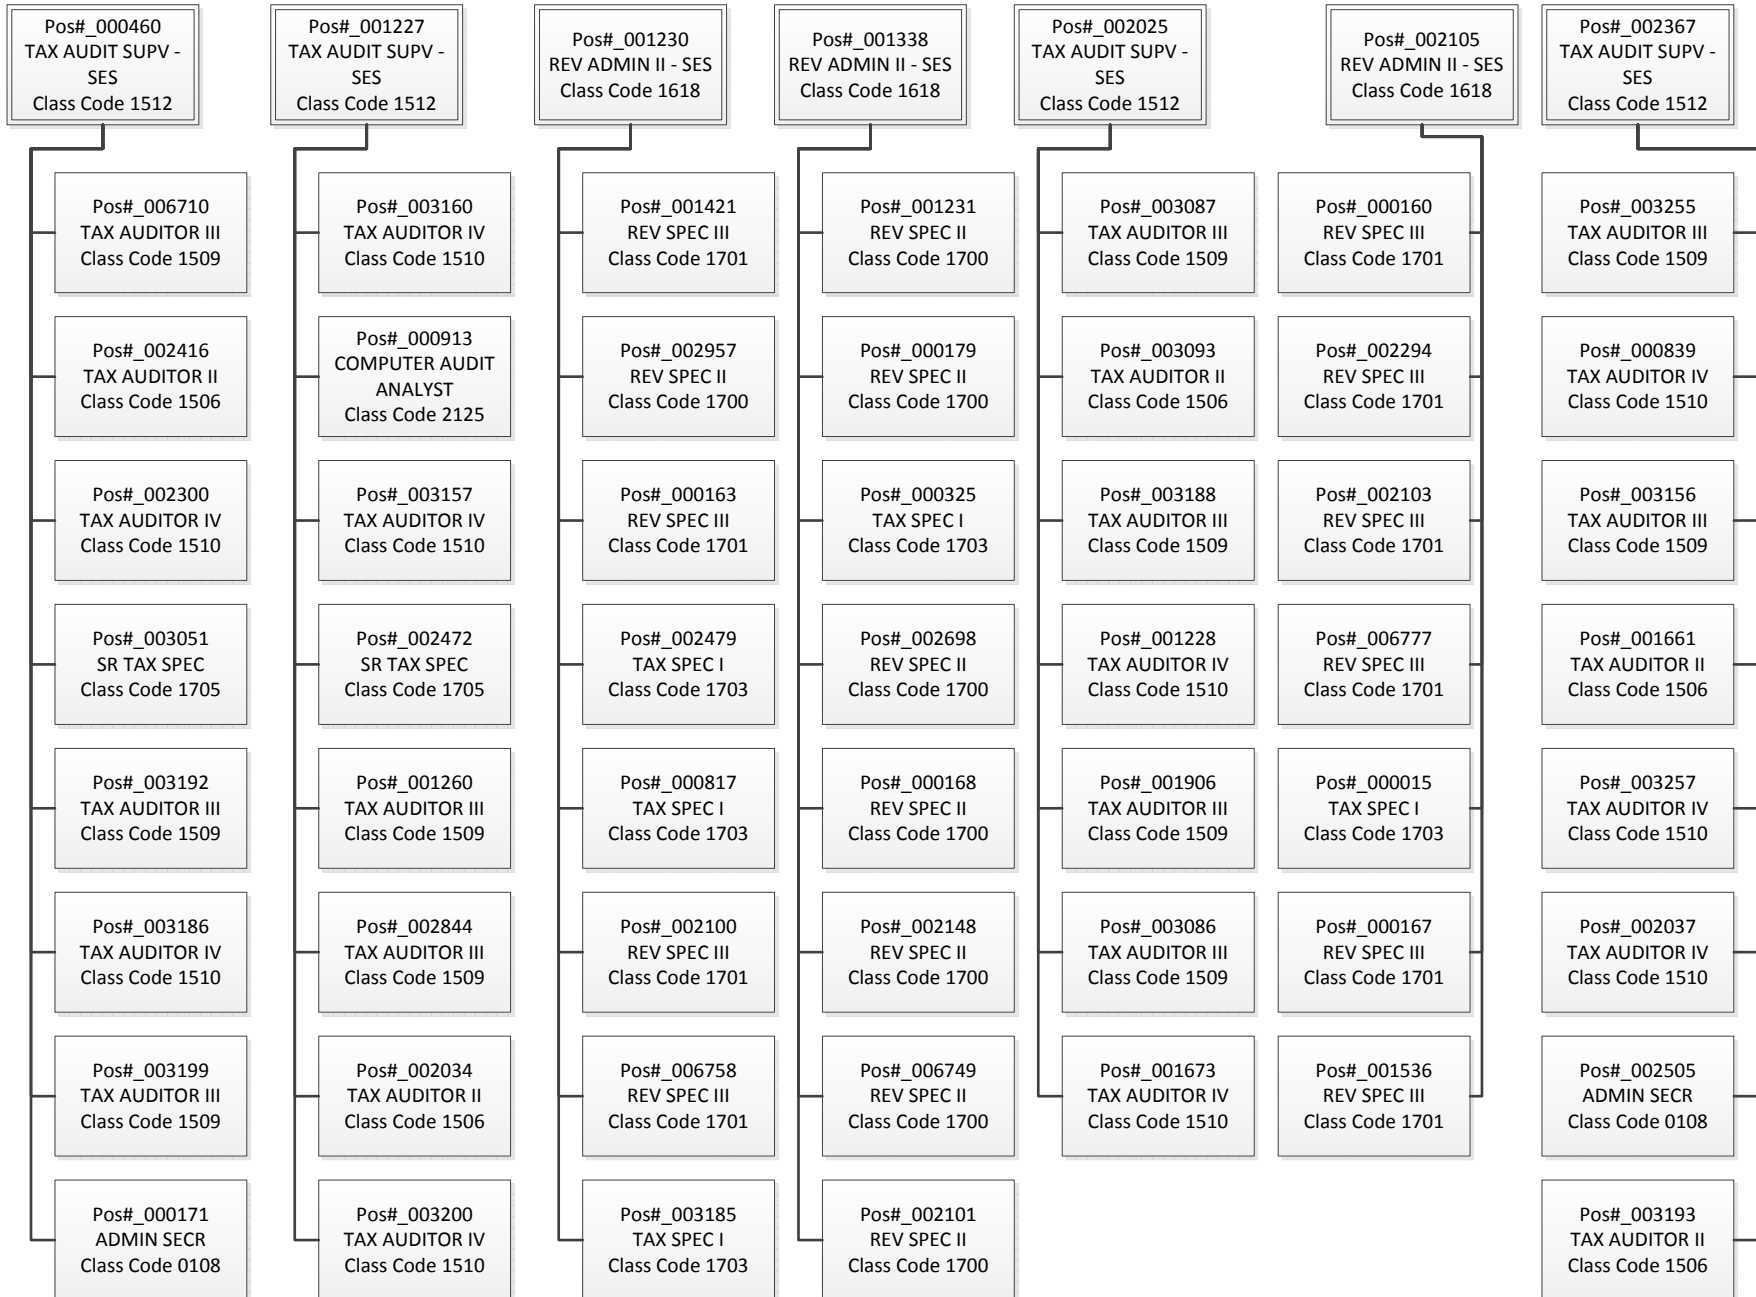 Pos#_000460
TAX AUDIT SUPV -
SES
Class Code 1512
Pos#_001227
TAX AUDIT SUPV -
SES
Class Code 1512
Pos#_001230
REV ADMIN II - SES
Class Code 1618
Pos#_001338
REV ADMIN II - SES
Class Code 1618
Pos#_002025
TAX AUDIT SUPV -
SES
Class Code 1512
Pos#_002105
REV ADMIN II - SES
Class Code 1618
Pos#_002367
TAX AUDIT SUPV -
SES
Class Code 1512
Pos#_006710
TAX AUDITOR III
Class Code 1509
Pos#_003160
TAX AUDITOR IV
Class Code 1510
Pos#_001421
REV SPEC III
Class Code 1701
Pos#_001231
REV SPEC II
Class Code 1700
Pos#_003087
TAX AUDITOR III
Class Code 1509
Pos#_000160
REV SPEC III
Class Code 1701
Pos#_003255
TAX AUDITOR III
Class Code 1509
Pos#_002416
TAX AUDITOR II
Class Code 1506
Pos#_000913
COMPUTER AUDIT
ANALYST
Class Code 2125
Pos#_002957
REV SPEC II
Class Code 1700
Pos#_000179
REV SPEC II
Class Code 1700
Pos#_003093
TAX AUDITOR II
Class Code 1506
Pos#_002294
REV SPEC III
Class Code 1701
Pos#_000839
TAX AUDITOR IV
Class Code 1510
Pos#_002300
TAX AUDITOR IV
Class Code 1510
Pos#_003157
TAX AUDITOR IV
Class Code 1510
Pos#_000163
REV SPEC III
Class Code 1701
Pos#_000325
TAX SPEC I
Class Code 1703
Pos#_003188
TAX AUDITOR III
Class Code 1509
Pos#_002103
REV SPEC III
Class Code 1701
Pos#_003156
TAX AUDITOR III
Class Code 1509
Pos#_003051
SR TAX SPEC
Class Code 1705
Pos#_002472
SR TAX SPEC
Class Code 1705
Pos#_002479
TAX SPEC I
Class Code 1703
Pos#_002698
REV SPEC II
Class Code 1700
Pos#_001228
TAX AUDITOR IV
Class Code 1510
Pos#_006777
REV SPEC III
Class Code 1701
Pos#_001661
TAX AUDITOR II
Class Code 1506
Pos#_003192
TAX AUDITOR III
Class Code 1509
Pos#_001260
TAX AUDITOR III
Class Code 1509
Pos#_000817
TAX SPEC I
Class Code 1703
Pos#_000168
REV SPEC II
Class Code 1700
Pos#_001906
TAX AUDITOR III
Class Code 1509
Pos#_000015
TAX SPEC I
Class Code 1703
Pos#_003257
TAX AUDITOR IV
Class Code 1510
Pos#_003186
TAX AUDITOR IV
Class Code 1510
Pos#_002844
TAX AUDITOR III
Class Code 1509
Pos#_002100
REV SPEC III
Class Code 1701
Pos#_002148
REV SPEC II
Class Code 1700
Pos#_003086
TAX AUDITOR III
Class Code 1509
Pos#_000167
REV SPEC III
Class Code 1701
Pos#_002037
TAX AUDITOR IV
Class Code 1510
Pos#_003199
TAX AUDITOR III
Class Code 1509
Pos#_002034
TAX AUDITOR II
Class Code 1506
Pos#_006758
REV SPEC III
Class Code 1701
Pos#_006749
REV SPEC II
Class Code 1700
Pos#_001673
TAX AUDITOR IV
Class Code 1510
Pos#_001536
REV SPEC III
Class Code 1701
Pos#_002505
ADMIN SECR
Class Code 0108
Pos#_000171
ADMIN SECR
Class Code 0108
Pos#_003200
TAX AUDITOR IV
Class Code 1510
Pos#_003185
TAX SPEC I
Class Code 1703
Pos#_002101
REV SPEC II
Class Code 1700
Pos#_003193
TAX AUDITOR II
Class Code 1506